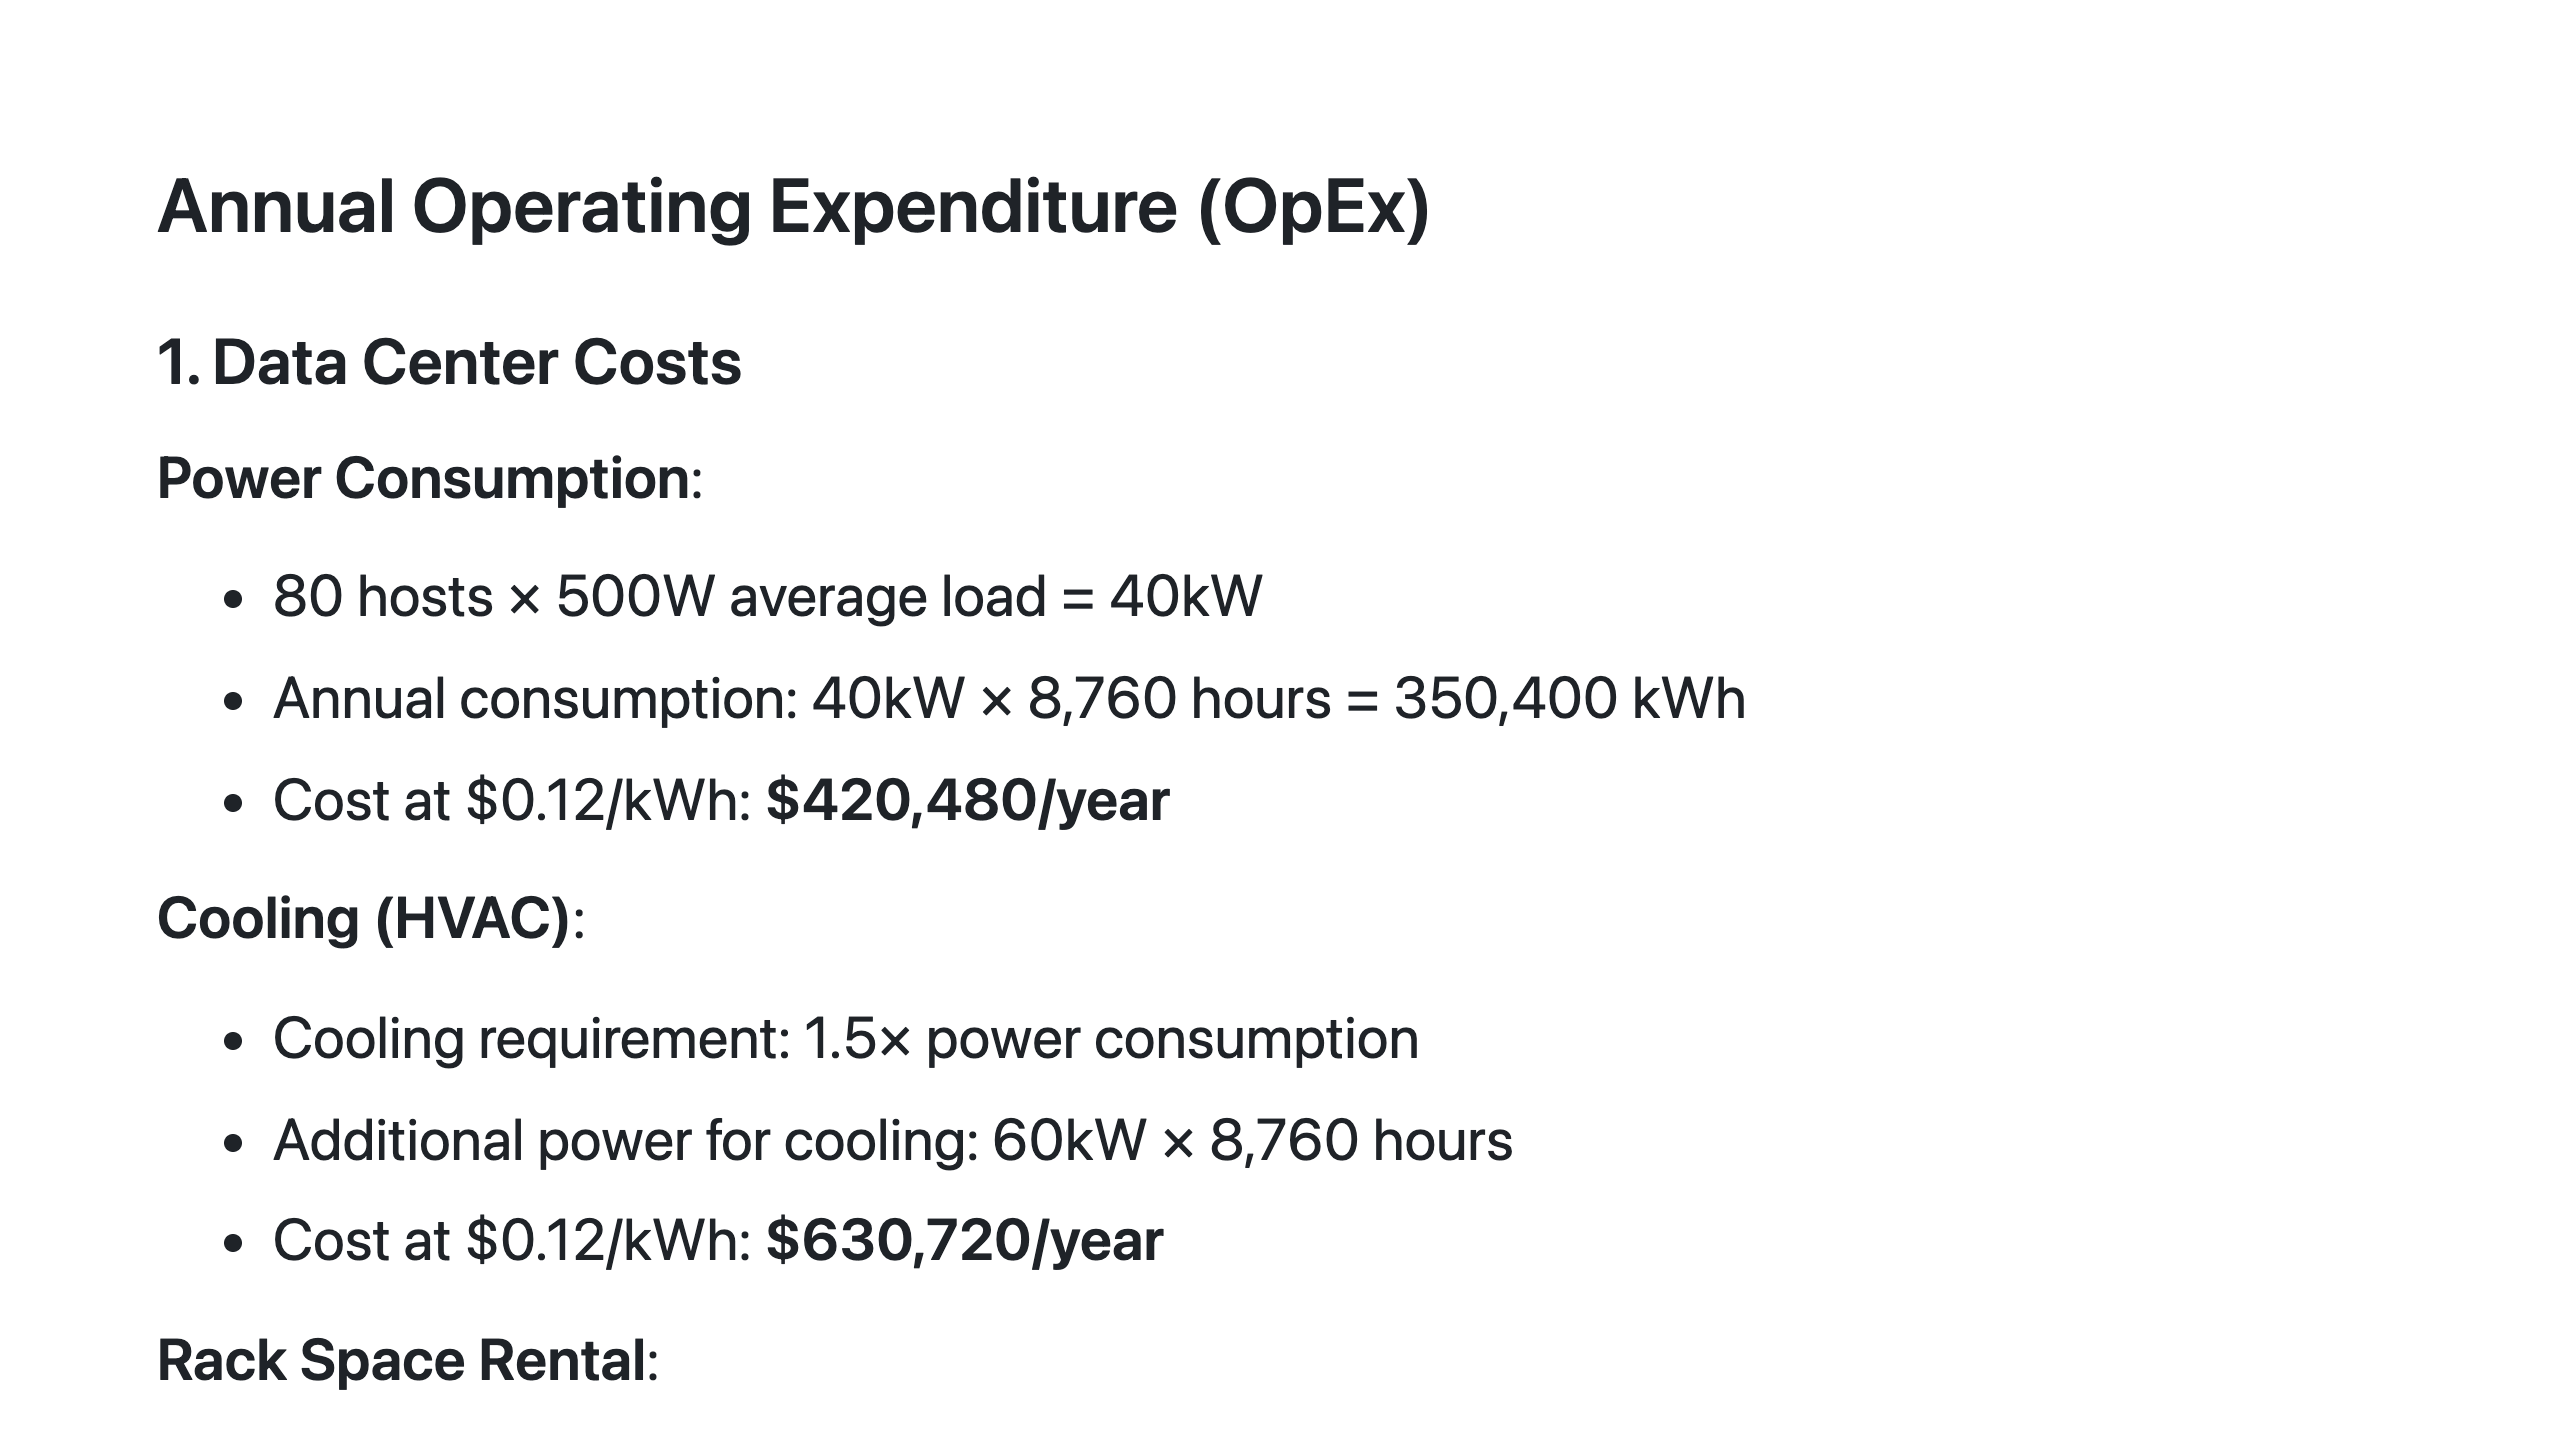 Annual Operating Expenditure (OpEx)
1. Data Center Costs
Power Consumption:
• 80 hosts × 500W average load = 40kW
• Annual consumption: 40kW × 8,760 hours = 350,400 kWh
• Cost at $0.12/kWh: $420,480/year
Cooling (HVAC):
• Cooling requirement: 1.5× power consumption
• Additional power for cooling: 60kW × 8,760 hours
• Cost at $0.12/kWh: $630,720/year
Rack Space Rental: